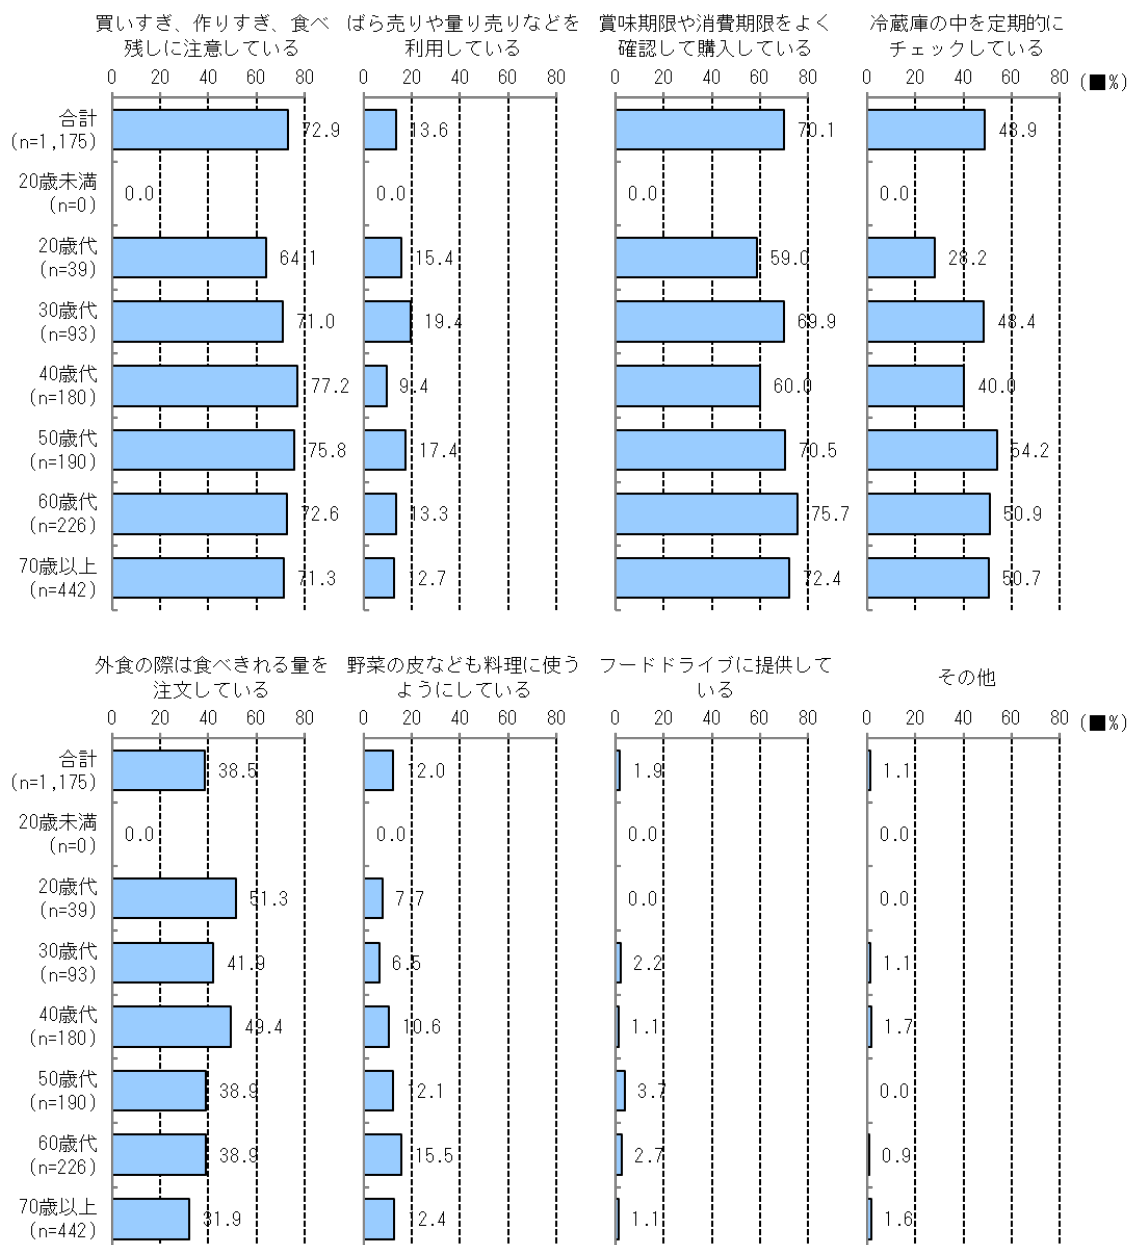 買いすぎ、作りすぎ、食べ
残しに注意している
ばら売りや量り売りなどを
利用している
賞味期限や消費期限をよく
確認して購入している
冷蔵庫の中を定期的に
チェックしている
0 20 40 60 80 0 20 40 60 80 0 20 40 60 80 0 20 40 60 80 (■%)
合計
(n=1,175)
72.9 13.6 70.1 48.9
20歳未満
(n=0)
0.0 0.0 0.0 0.0
20歳代
(n=39)
64.1 15.4 59.0 28.2
30歳代
(n=93)
71.0 19.4 69.9 48.4
40歳代
(n=180)
77.2 9.4 60.0 40.0
50歳代
(n=190)
75.8 17.4 70.5 54.2
60歳代
(n=226)
72.6 13.3 75.7 50.9
70歳以上
(n=442)
71.3 12.7 72.4 50.7
外食の際は食べきれる量を
注文している
野菜の皮なども料理に使う
ようにしている
フードドライブに提供して
いる
その他
0 20 40 60 80 0 20 40 60 80 0 20 40 60 80 0 20 40 60 80 (■%)
合計
(n=1,175)
38.5 12.0 1.9 1.1
20歳未満
(n=0)
0.0 0.0 0.0 0.0
20歳代
(n=39)
51.3 7.7 0.0 0.0
30歳代
(n=93)
41.9 6.5 2.2 1.1
40歳代
(n=180)
49.4 10.6 1.1 1.7
50歳代
(n=190)
38.9 12.1 3.7 0.0
60歳代
(n=226)
38.9 15.5 2.7 0.9
70歳以上
(n=442)
31.9 12.4 1.1 1.6